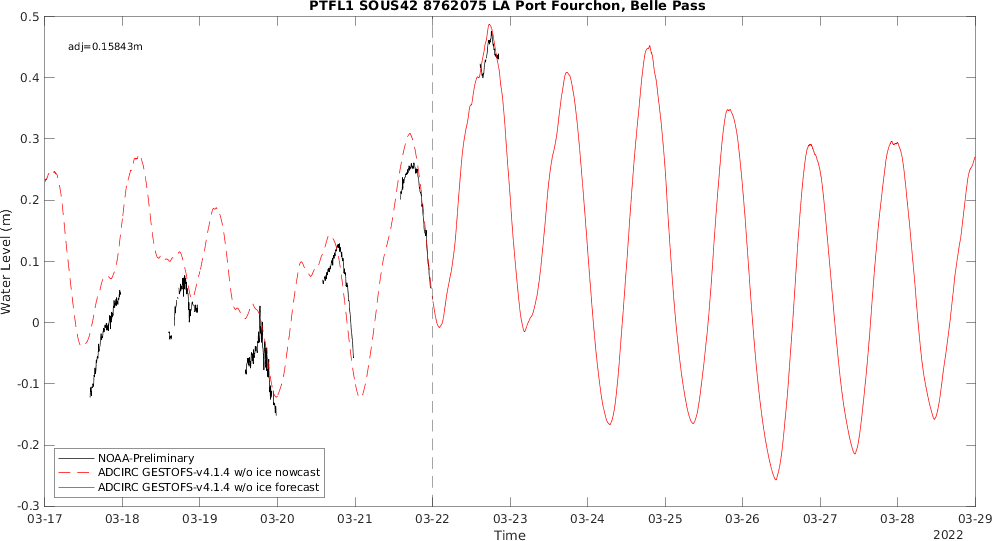 PTFL1 SOUS42 8762075 LA Port Fourchon, Belle Pass
adj=0.15843m
Water Level (m)
0.5
0.4
0.3
0.2
0.1
0
-0.1
-0.2
-0.3
NOAA-Preliminary
ADCIRC GESTOFS-v4.1.4 w/o ice nowcast
ADCIRC GESTOFS-v4.1.4 w/o ice forecast
03-17 03-18 03-19 03-20 03-21 03-22 03-23 03-24 03-25 03-26 03-27 03-28 03-29
Time
2022